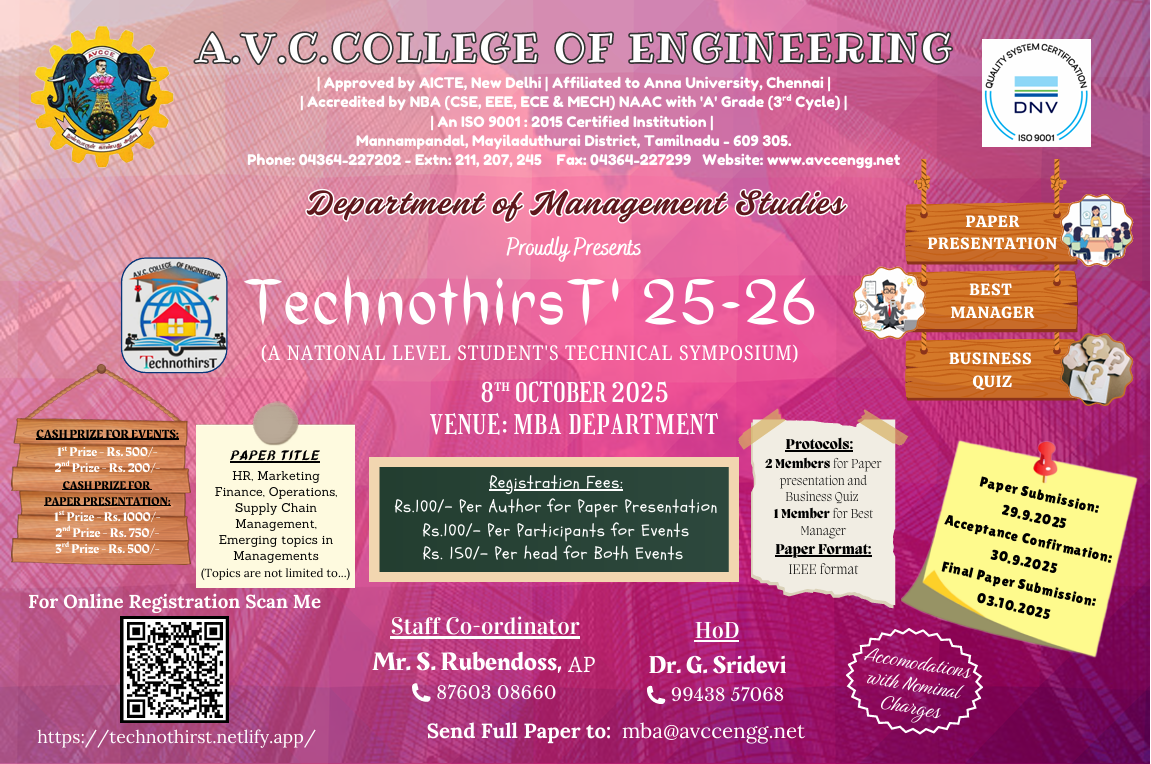 A.V.C.COLLEGE OF ENGINEERING
| Approved by AICTE, New Delhi | Affiliated to Anna University, Chennai |
| Accredited by NBA (CSE, EEE, ECE & MECH) NAAC with 'A' Grade (3rd Cycle) |
| An ISO 9001 : 2015 Certified Institution |
Mannampandal, Mayiladuthurai District, Tamilnadu - 609 305.
Phone: 04364-227202 - Extn: 211, 207, 245 Fax: 04364-227299 Website: www.avccengg.net
AVCCE
QUALITY SYSTEM CERTIFICATION
DNV
ISO 9001
Department of Management Studies
Proudly Presents
A.V.C. COLLEGE OF ENGINEERING
TechnothirsT
TechnothirsT' 25-26
(A NATIONAL LEVEL STUDENT'S TECHNICAL SYMPOSIUM)
8TH OCTOBER 2025
VENUE: MBA DEPARTMENT
PAPER
PRESENTATION
BEST
MANAGER
BUSINESS
QUIZ
CASH PRIZE FOR EVENTS:
1st Prize - Rs. 500/-
2nd Prize - Rs. 200/-
CASH PRIZE FOR
PAPER PRESENTATION:
1st Prize - Rs. 1000/-
2nd Prize - Rs. 750/-
3rd Prize - Rs. 500/-
PAPER TITLE
HR, Marketing
Finance, Operations,
Supply Chain
Management,
Emerging topics in
Managements
(Topics are not limited to...)
Registration Fees:
Rs.100/- Per Author for Paper Presentation
Rs.100/- Per Participants for Events
Rs. 150/- Per head for Both Events
Protocols:
2 Members for Paper
presentation and
Business Quiz
1 Member for Best
Manager
Paper Format:
IEEE format
Paper Submission:
29.9.2025
Acceptance Confirmation:
30.9.2025
Final Paper Submission:
03.10.2025
For Online Registration Scan Me
https://technothirst.netlify.app/
Staff Co-ordinator
Mr. S. Rubendoss, AP
87603 08660
HoD
Dr. G. Sridevi
99438 57068
Send Full Paper to: mba@avccengg.net
Accomodations
with Nominal
Charges